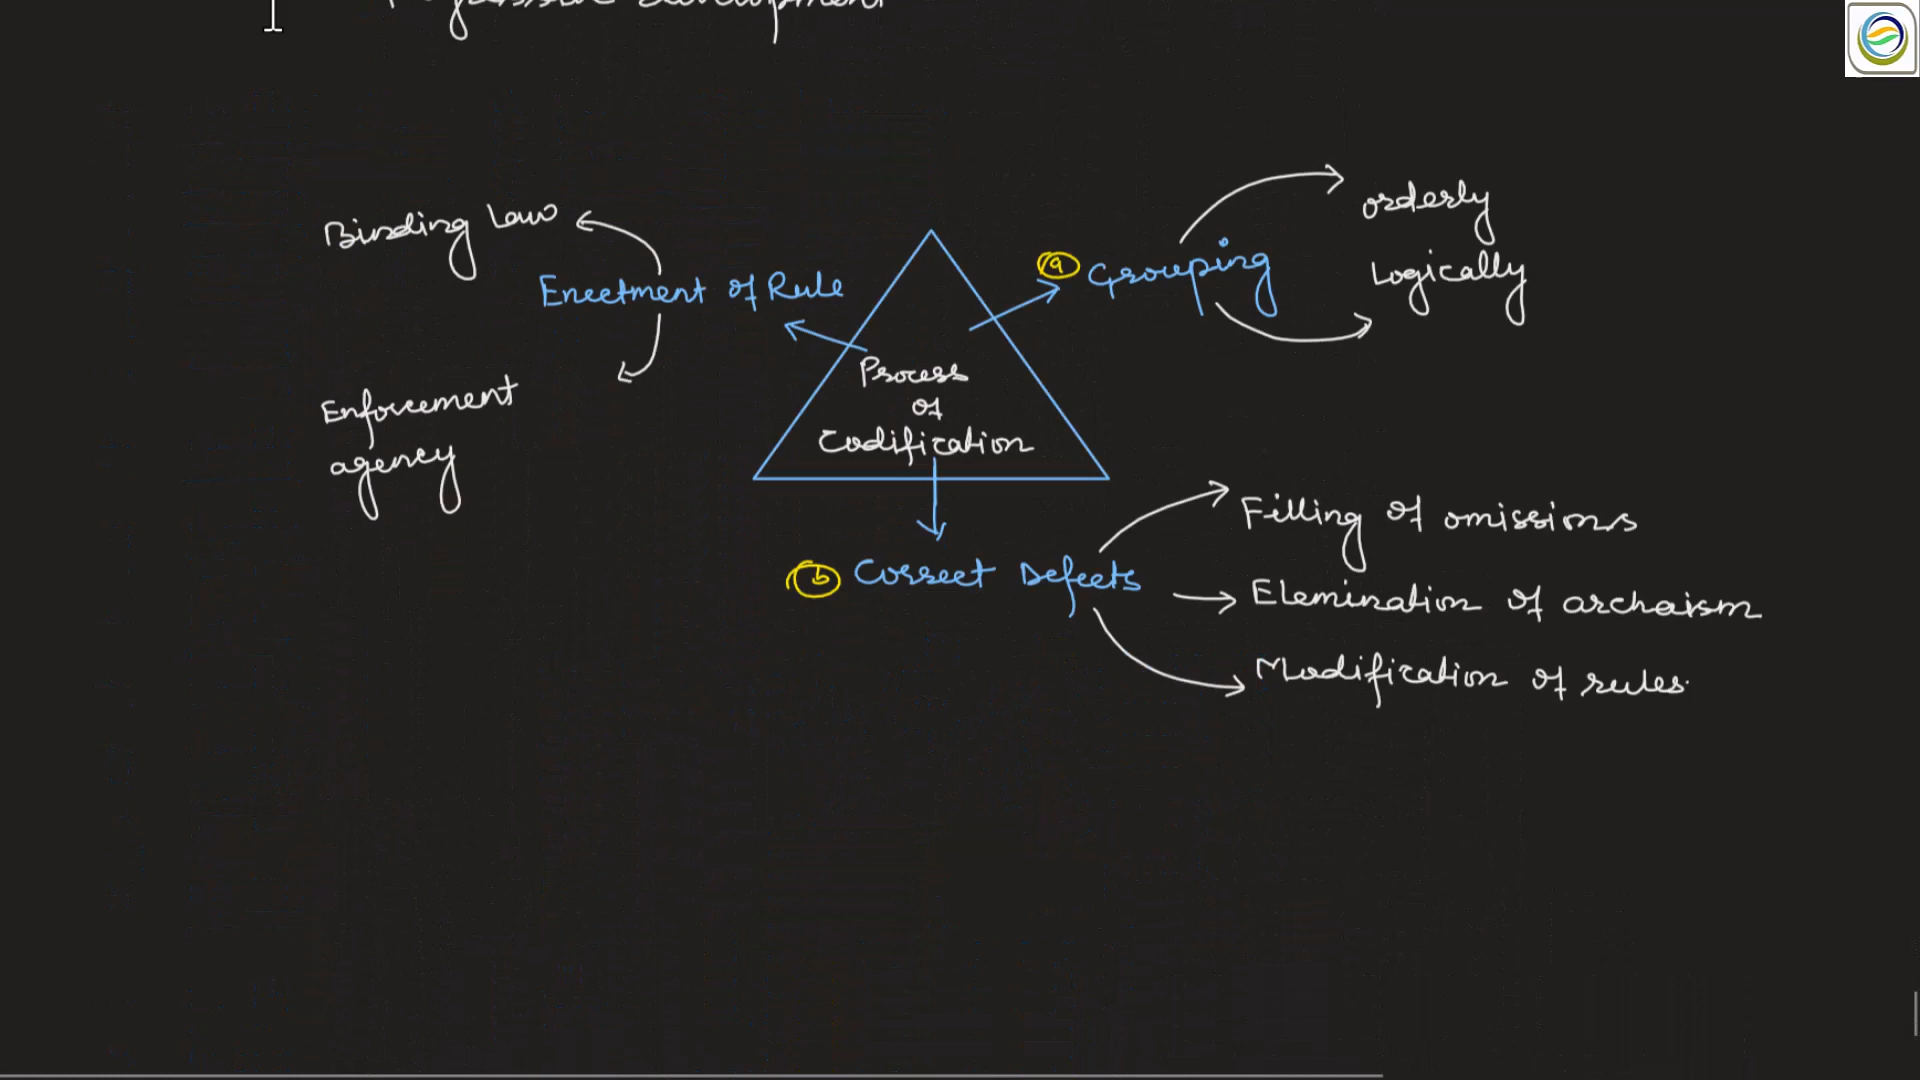 development
Binding Law
Enectment of Rule
Enforcement
agency
a Grouping
orderly
Logically
Process
of
Codification
b Correct Defects
Filling of omissions
Elemination of archaism
Modification of rules.